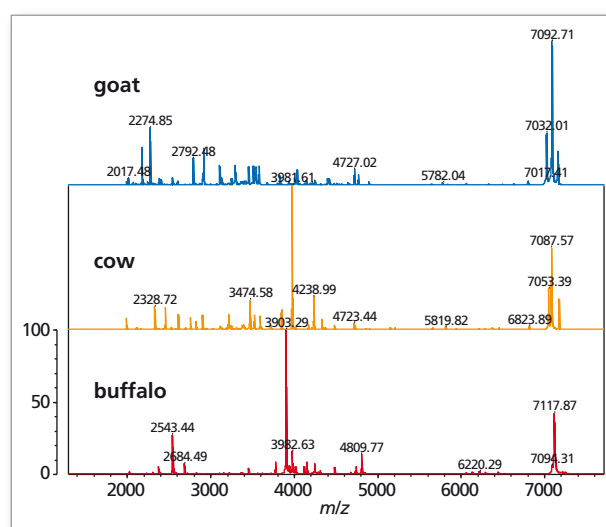 7092.71
goat
2274.85
7032.01
2792.48
2017.48 3981.61 4727.02 5782.04 7017.41
7087.57
cow
7053.39
2328.72 3474.58 4238.99
4723.44 5819.82 6823.89
100 3903.29
buffalo
7117.87
50
2543.44
2684.49 3982.63 4809.77
6220.29 7094.31
0
2000 3000 4000 5000 6000 7000
m/z